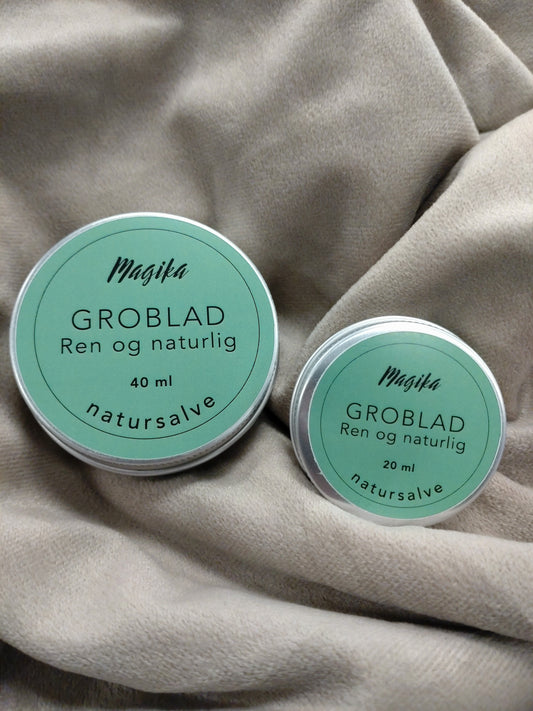 Magika
GROBLAD
Ren og naturlig
40 ml
natursalve
Magika
GROBLAD
Ren og naturlig
20 ml
natursalve